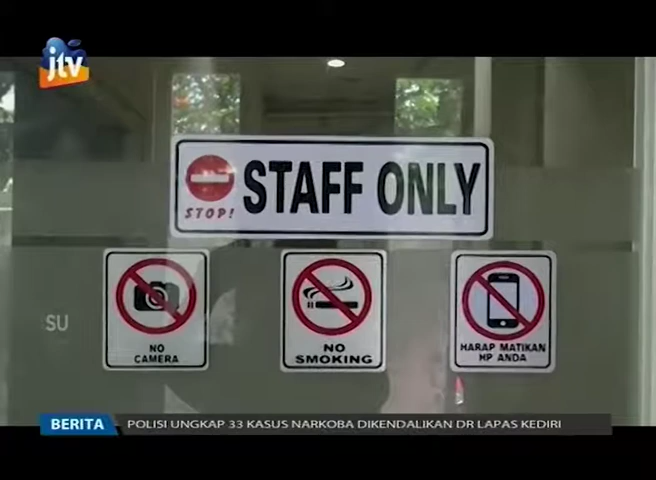 jtv
STOP!
STAFF ONLY
NO
CAMERA
NO
SMOKING
HARAP MATIKAN
HP ANDA
SU
BERITA
POLISI UNGKAP 33 KASUS NARKOBA DIKENDALIKAN DR LAPAS KEDIRI